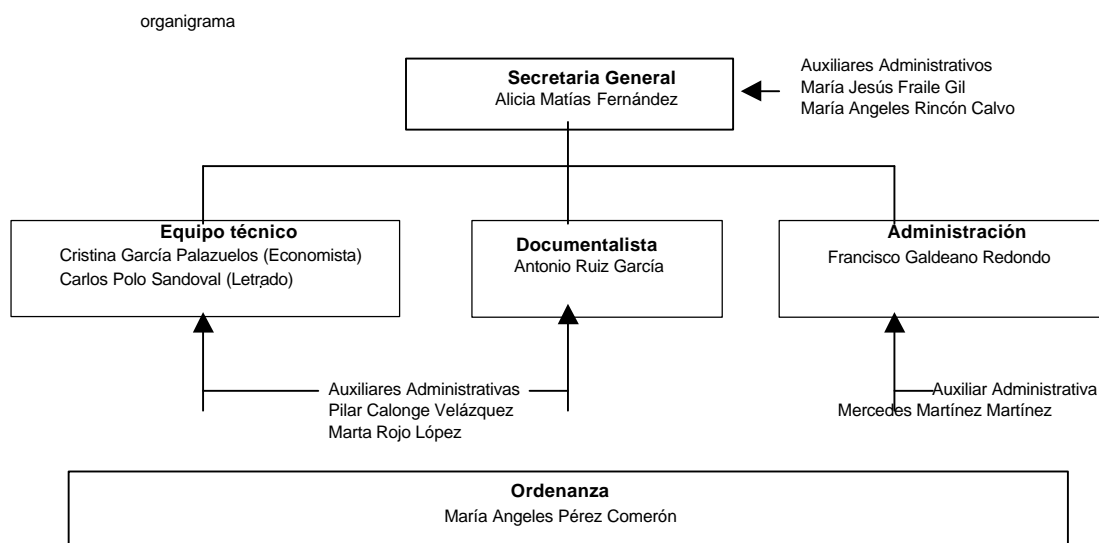 organigrama
Secretaria General
Alicia Matías Fernández
Auxiliares Administrativos
María Jesús Fraile Gil
María Angeles Rincón Calvo
Equipo técnico
Cristina García Palazuelos (Economista)
Carlos Polo Sandoval (Letrado)
Documentalista
Antonio Ruiz García
Administración
Francisco Galdeano Redondo
Auxiliares Administrativas
Pilar Calonge Velázquez
Marta Rojo López
Auxiliar Administrativa
Mercedes Martínez Martínez
Ordenanza
María Angeles Pérez Comerón